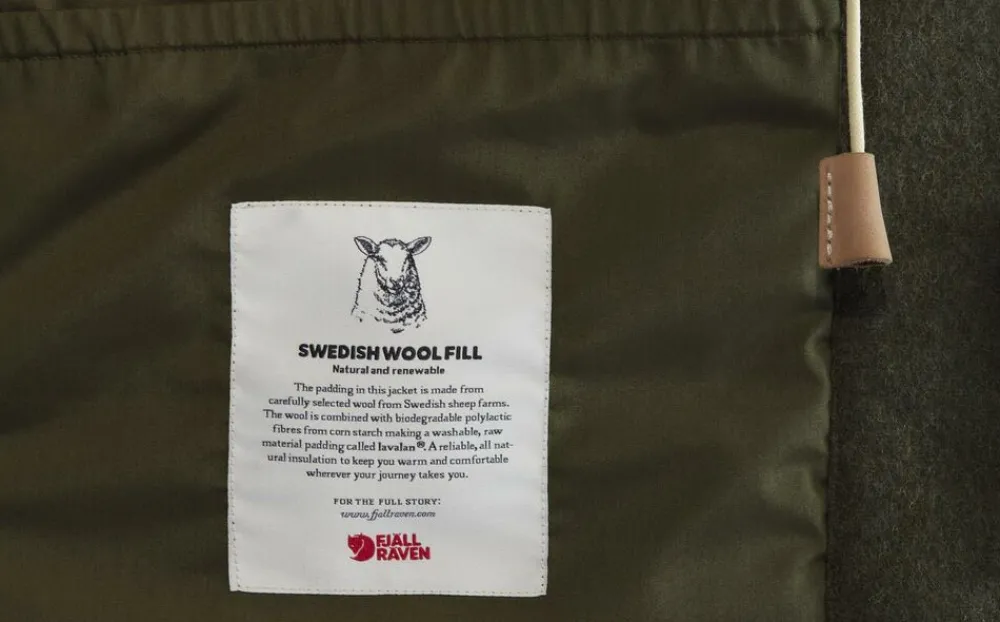 SWEDISH WOOL FILL
Natural and renewable
The padding in this jacket is made from
carefully selected wool from Swedish sheep farms.
The wool is combined with biodegradable polylactic
fibres from corn starch making a washable, raw
material padding called lavalan®. A reliable, all nat-
ural insulation to keep you warm and comfortable
wherever your journey takes you.
FOR THE FULL STORY:
www.fjallraven.com
FJÄLL
RÄVEN